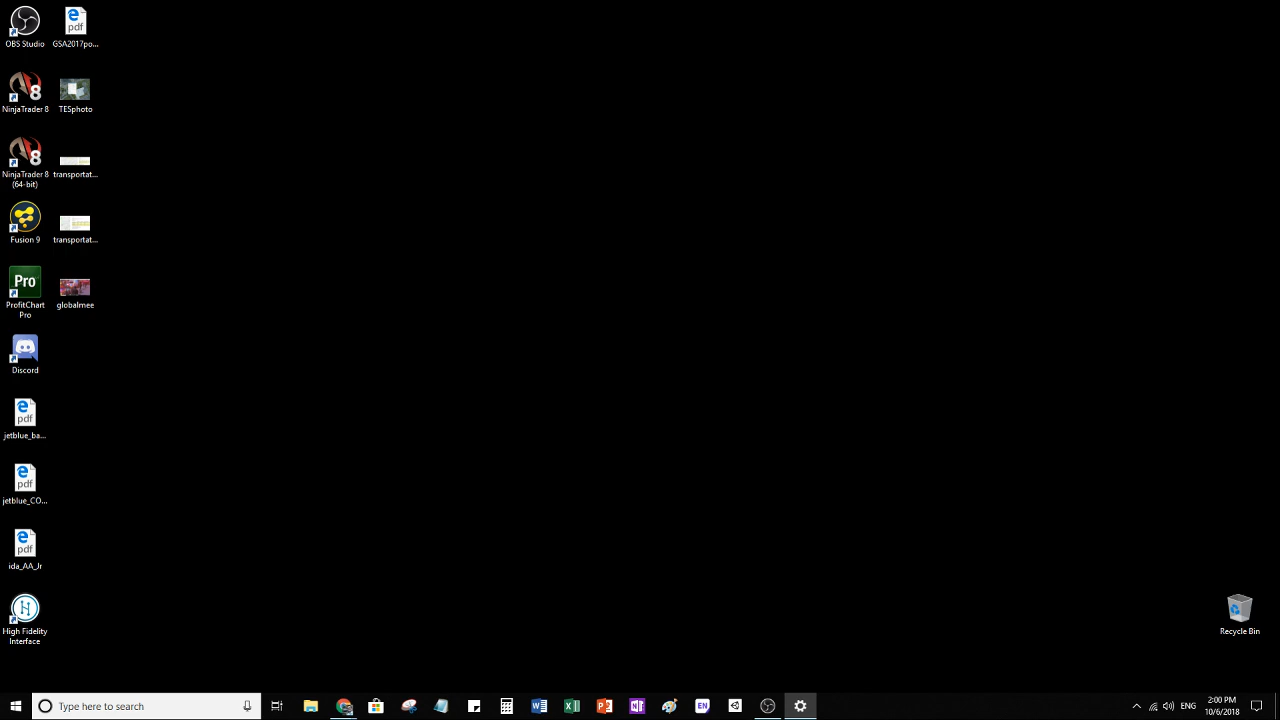 OBS Studio
GSA2017po...
NinjaTrader 8
TESphoto
NinjaTrader 8
(64-bit)
transportat...
Fusion 9
transportat...
ProfitChart
Pro
globalmee
Discord
jetblue_ba...
jetblue_CO...
ida_AA_Jr
High Fidelity
Interface
Recycle Bin
Type here to search
ENG
2:00 PM
10/6/2018